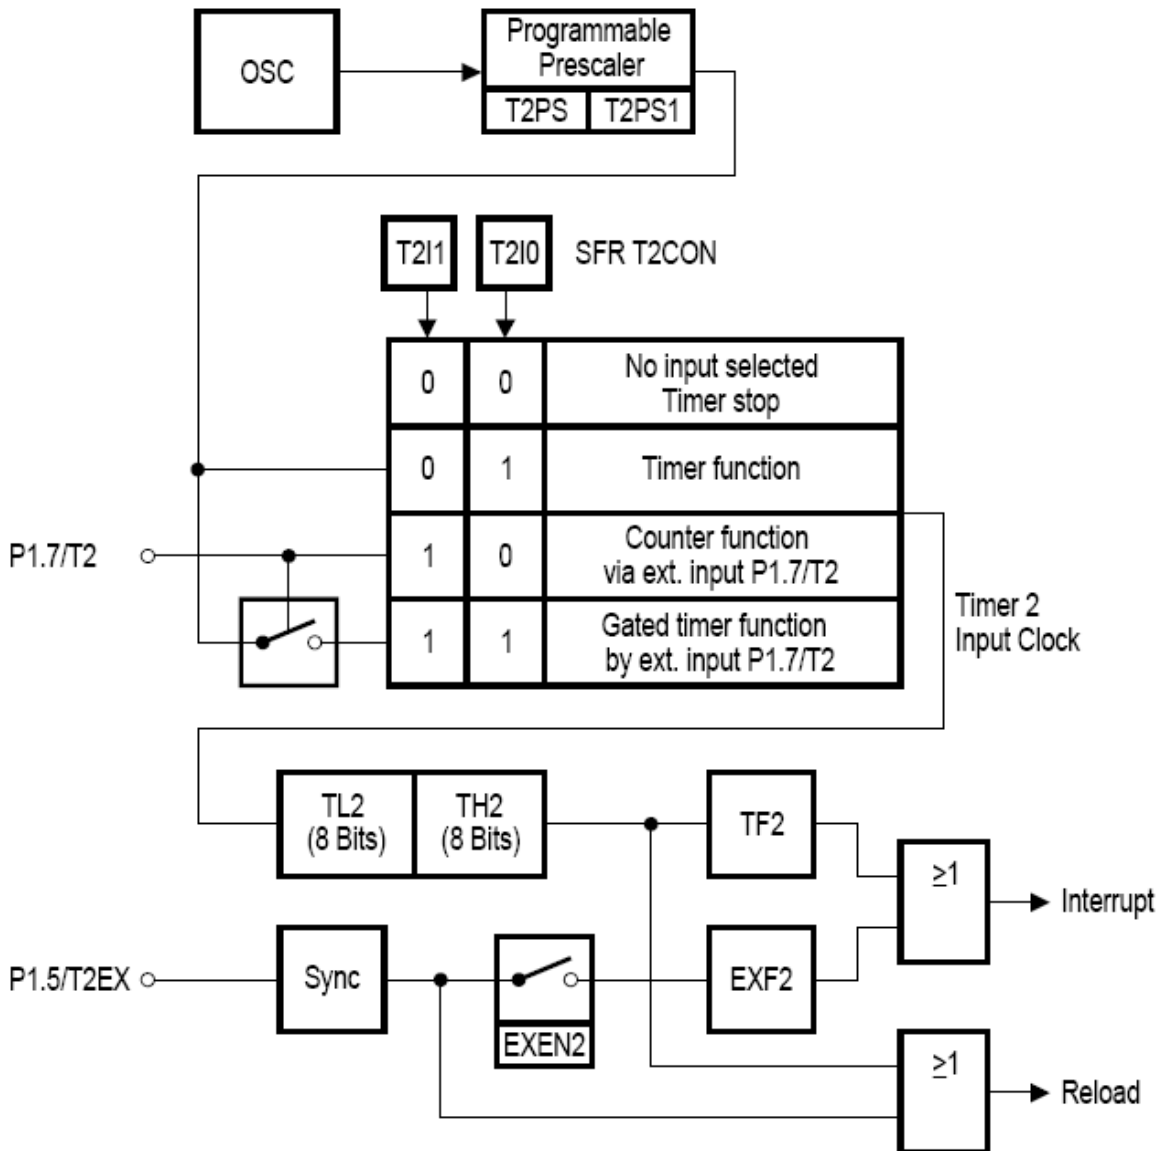 OSC
Programmable
Prescaler
T2PS T2PS1
T2I1 T2I0 SFR T2CON
0 0 No input selected
Timer stop
0 1 Timer function
P1.7/T2
1 0 Counter function
via ext. input P1.7/T2
1 1 Gated timer function
by ext. input P1.7/T2
Timer 2
Input Clock
TL2
(8 Bits)
TH2
(8 Bits)
TF2
≥1
Interrupt
P1.5/T2EX
Sync
EXEN2
EXF2
≥1
Reload